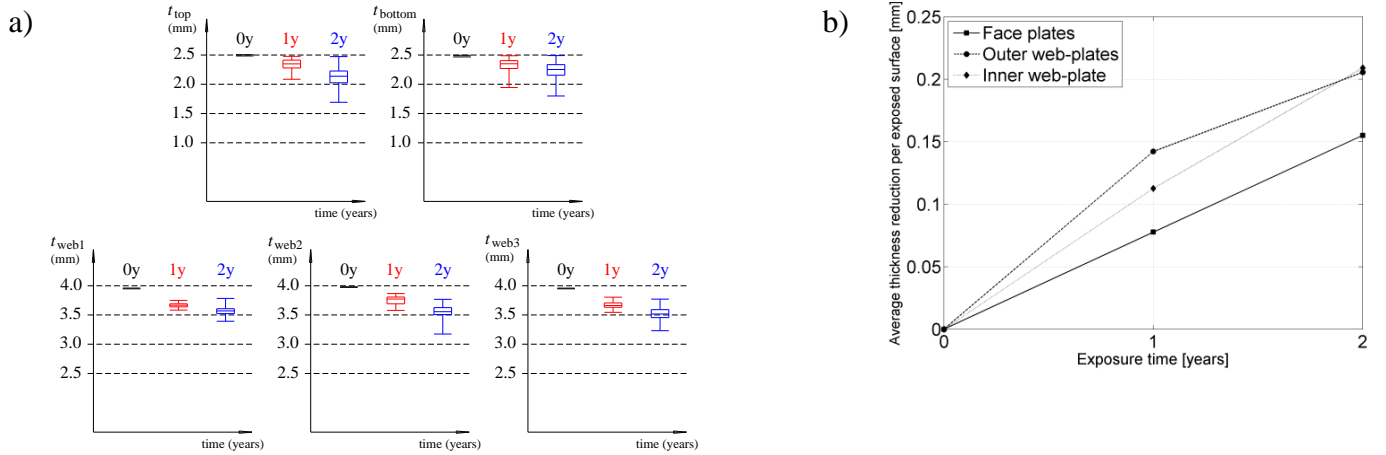 a)
t_top
(mm)
0y
1y
2y
2.5
2.0
1.5
1.0
time (years)
t_bottom
(mm)
0y
1y
2y
2.5
2.0
1.5
1.0
time (years)
t_web1
(mm)
0y
1y
2y
4.0
3.5
3.0
2.5
time (years)
t_web2
(mm)
0y
1y
2y
4.0
3.5
3.0
2.5
time (years)
t_web3
(mm)
0y
1y
2y
4.0
3.5
3.0
2.5
time (years)
b)
Average thickness reduction per exposed surface [mm]
0.25
0.2
0.15
0.1
0.05
0
Face plates
Outer web-plates
Inner web-plate
0
1
2
Exposure time [years]